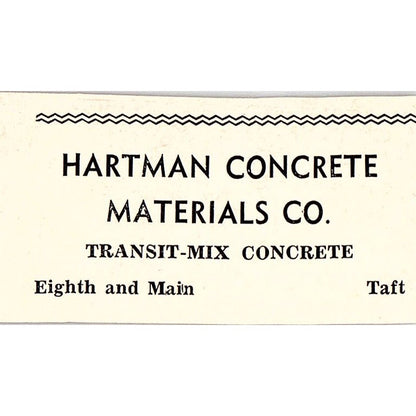 HARTMAN CONCRETE
MATERIALS CO.
TRANSIT-MIX CONCRETE
Eighth and Main Taft